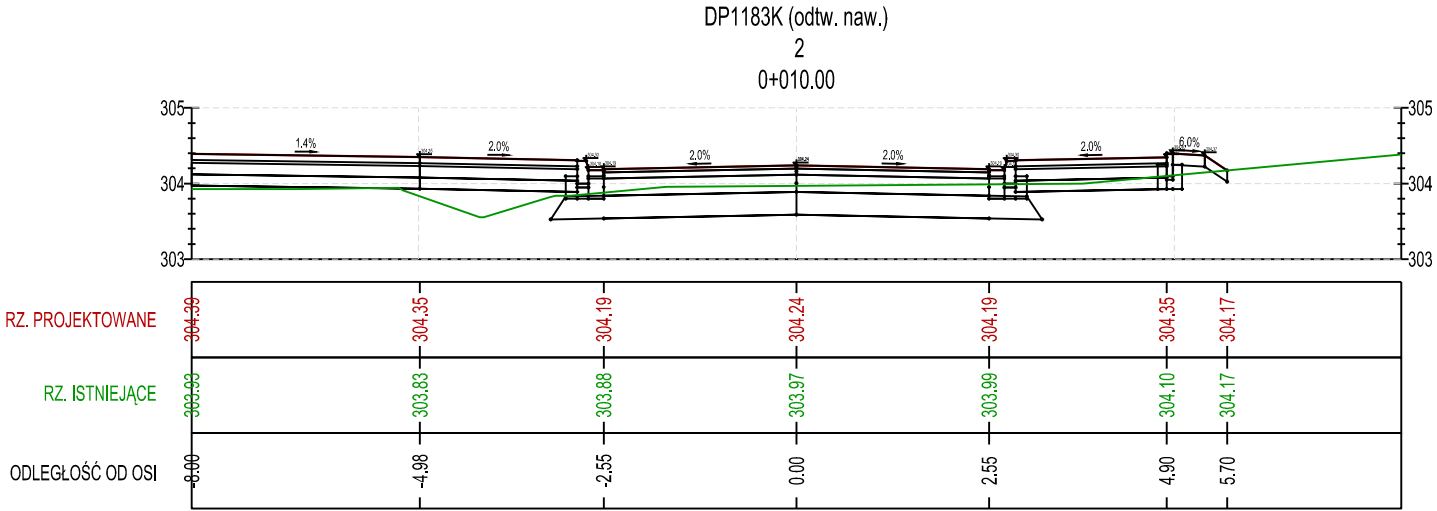 DP1183K (odtw. naw.)
2
0+010.00
305 305
1.4% 2.0% 2.0% 2.0% 2.0% 6.0%
304 304
303 303
RZ. PROJEKTOWANE 304.39 304.35 304.19 304.24 304.19 304.35 304.17
RZ. ISTNIEJĄCE 303.93 303.83 303.88 303.97 303.99 304.10 304.17
ODLEGŁOŚĆ OD OSI -8.00 -4.98 -2.55 0.00 2.55 4.90 5.70